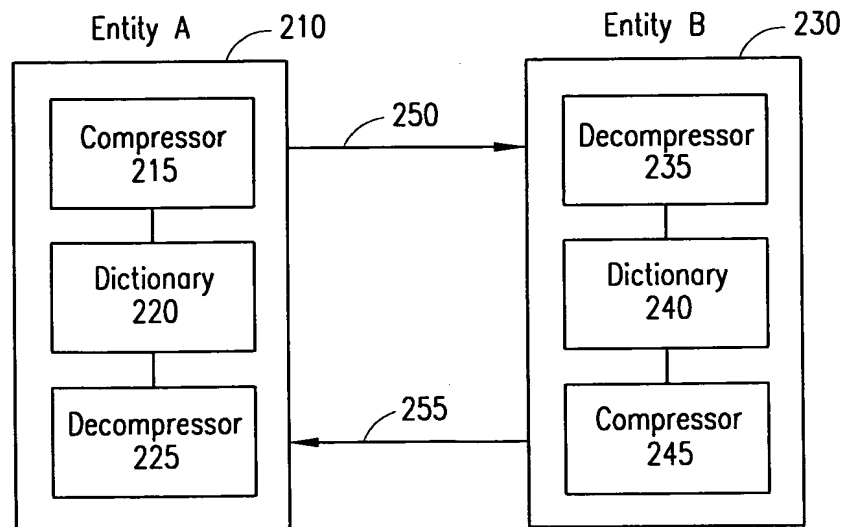 Entity A
210
Entity B
230
Compressor
215
Dictionary
220
Decompressor
225
250
255
Decompressor
235
Dictionary
240
Compressor
245